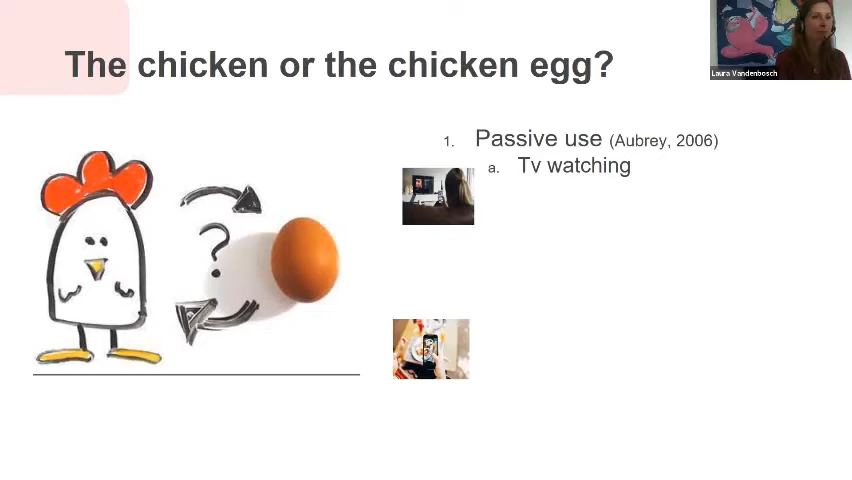 The chicken or the chicken egg?
Laura Vandenbosch
1. Passive use (Aubrey, 2006)
a. Tv watching
?